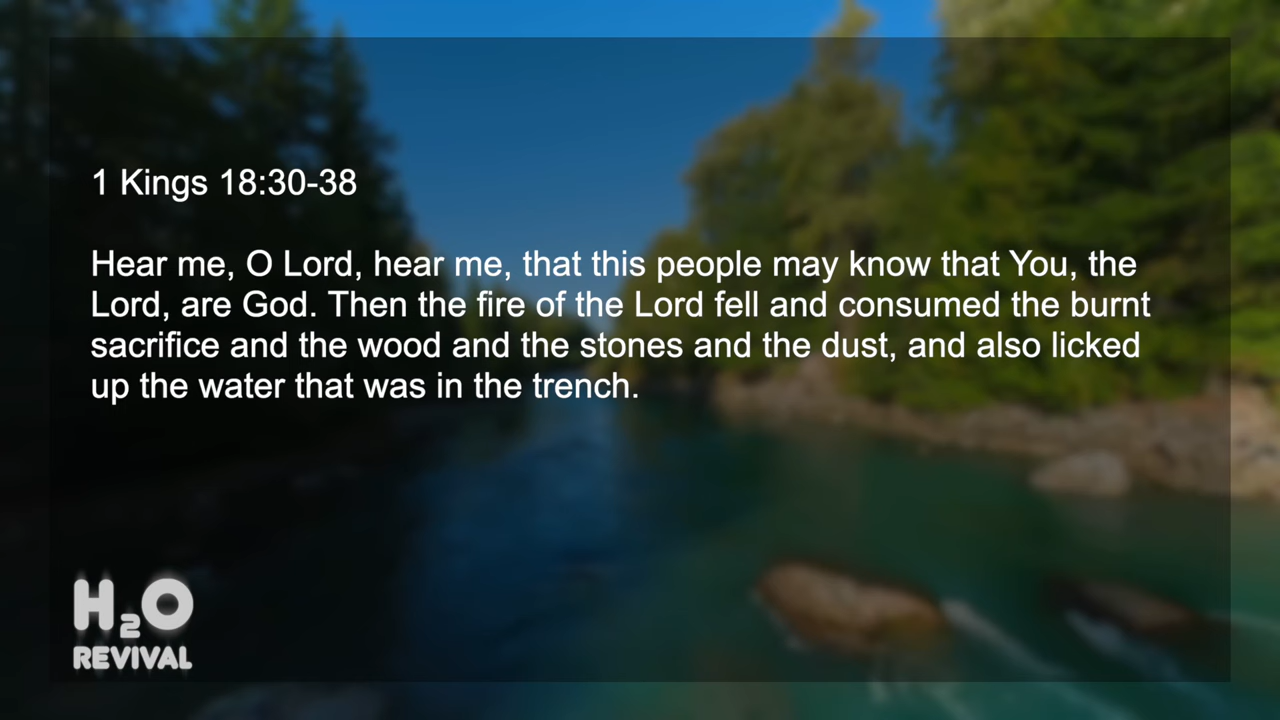 1 Kings 18:30-38
Hear me, O Lord, hear me, that this people may know that You, the
Lord, are God. Then the fire of the Lord fell and consumed the burnt
sacrifice and the wood and the stones and the dust, and also licked
up the water that was in the trench.
H2O
REVIVAL